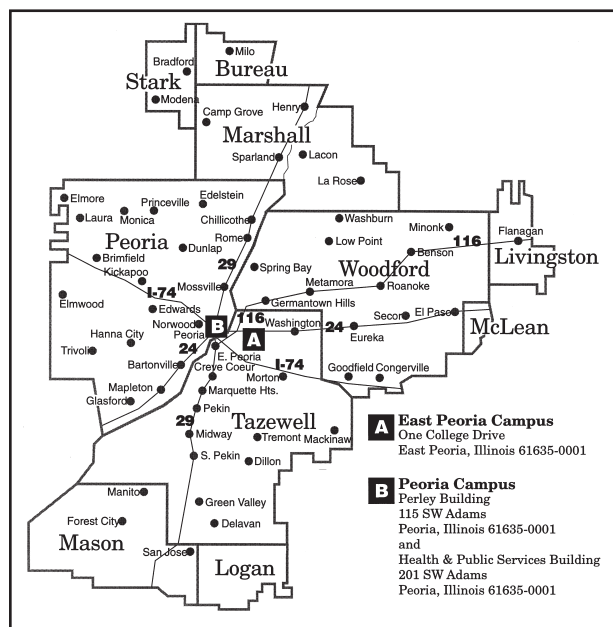 Milo
Bradford
Bureau
Stark
Modena
Henry
Camp Grove
Marshall
Sparland
Lacon
La Rose
Elmore
Edelstein
Princeville
Laura
Monica
Chillicothe
Washburn
Minonk
Flanagan
Peoria
Rome
Low Point
116
Dunlap
Benson
Livingston
Brimfield
29
Spring Bay
Woodford
Kickapoo
Metamora
Roanoke
I-74
Mossville
Elmwood
Germantown Hills
Edwards
116
Secor
El Paso
McLean
Norwood
B
Washington
24
Hanna City
Peoria
A
Eureka
Trivoli
24
E. Peoria
I-74
Bartonville
Creve Coeur
Goodfield
Congerville
Morton
Mapleton
Marquette Hts.
Glasford
Pekin
29
Tazewell
Midway
Tremont
Mackinaw
S. Pekin
Dillon
Manito
Green Valley
Forest City
Delavan
Mason
San Jose
Logan
A East Peoria Campus
One College Drive
East Peoria, Illinois 61635-0001
B Peoria Campus
Perley Building
115 SW Adams
Peoria, Illinois 61635-0001
and
Health & Public Services Building
201 SW Adams
Peoria, Illinois 61635-0001